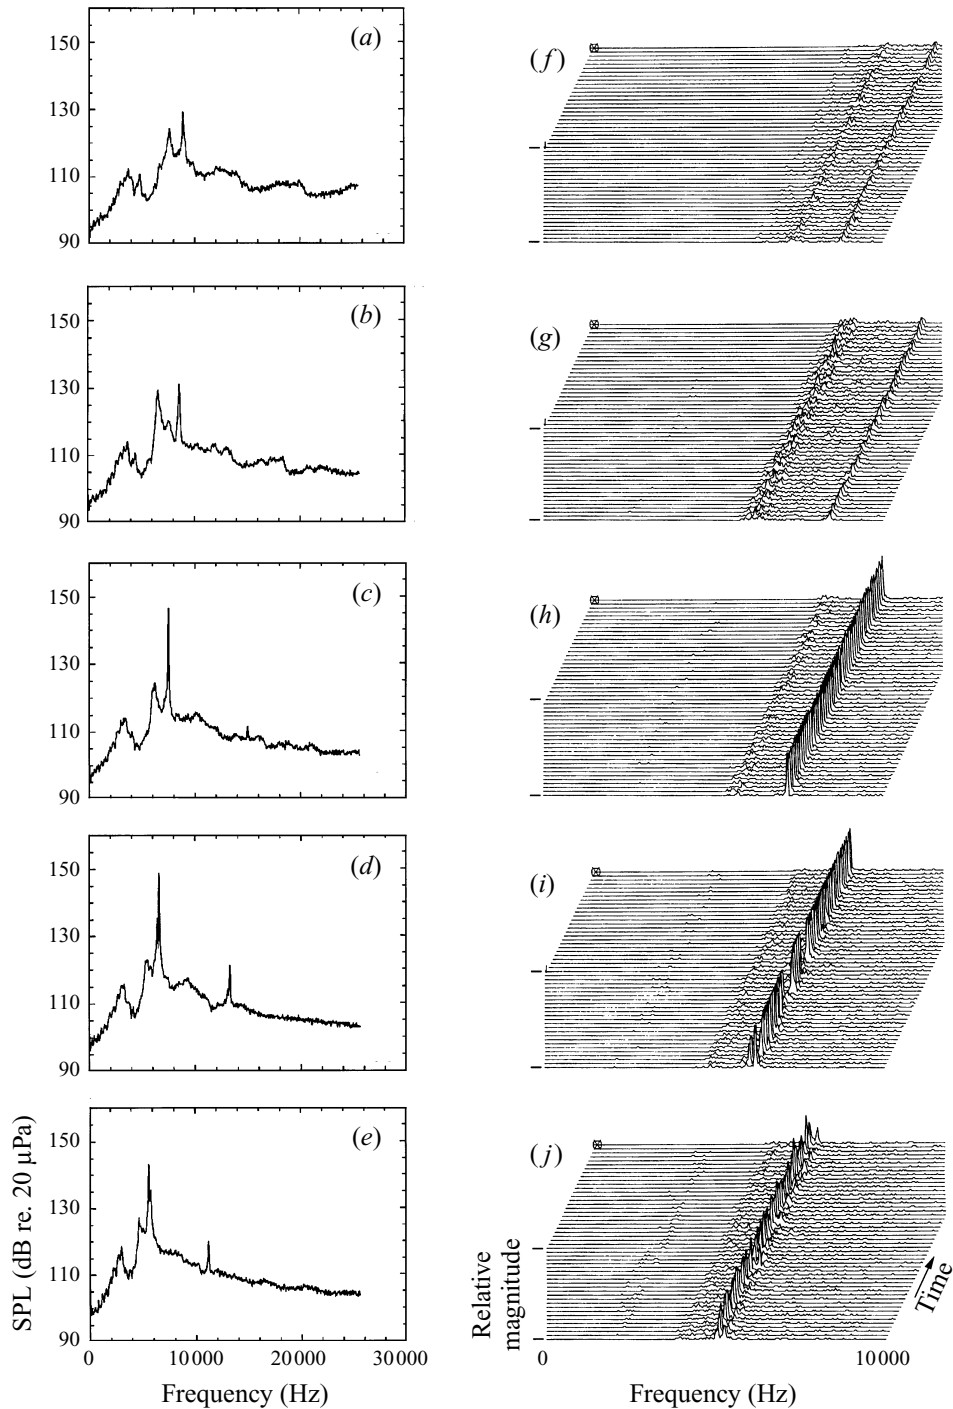 (a)
150
130
110
90
(b)
150
130
110
90
(c)
150
130
110
90
(d)
150
130
110
90
(e)
150
130
110
90
SPL (dB re. 20 µPa)
0 10000 20000 30000
Frequency (Hz)
(f)
(g)
(h)
(i)
(j)
Relative
magnitude
Time
0 10000
Frequency (Hz)